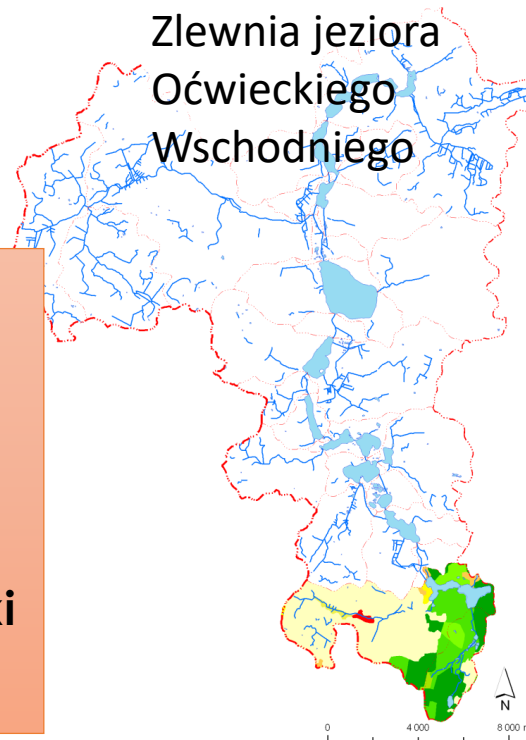 Zlewnia jeziora
Oćwieckiego
Wschodniego
ki
N
0 4 000 8 000 m